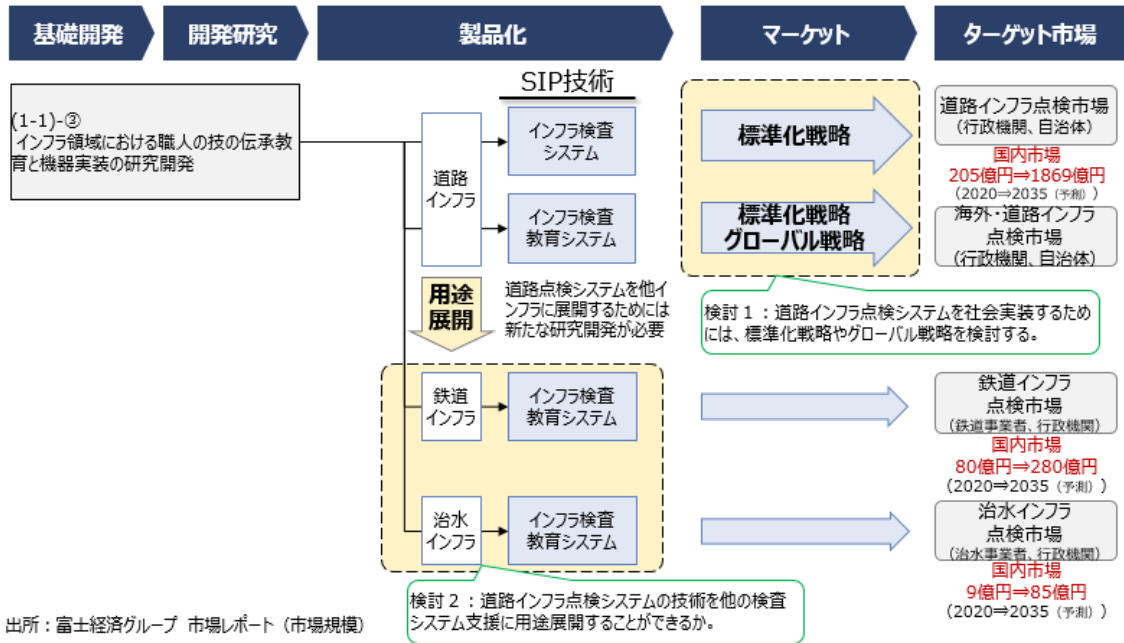 基礎開発
開発研究
製品化
マーケット
ターゲット市場
(1-1)-③
インフラ領域における職人の技の伝承教
育と機器実装の研究開発
SIP技術
道路
インフラ
インフラ検査
システム
インフラ検査
教育システム
標準化戦略
標準化戦略
グローバル戦略
道路インフラ点検市場
(行政機関、自治体)
国内市場
205億円⇒1869億円
(2020⇒2035 (予測) )
海外・道路インフラ
点検市場
(行政機関、自治体)
用途
展開
道路点検システムを他イ
ンフラに展開するためには
新たな研究開発が必要
検討1：道路インフラ点検システムを社会実装するため
には、標準化戦略やグローバル戦略を検討する。
鉄道
インフラ
インフラ検査
教育システム
鉄道インフラ
点検市場
(鉄道事業者、行政機関)
国内市場
80億円⇒280億円
(2020⇒2035 (予測) )
治水
インフラ
インフラ検査
教育システム
治水インフラ
点検市場
(治水事業者、行政機関)
国内市場
9億円⇒85億円
(2020⇒2035 (予測) )
検討2：道路インフラ点検システムの技術を他の検査
システム支援に用途展開することができるか。
出所：富士経済グループ 市場レポート（市場規模）